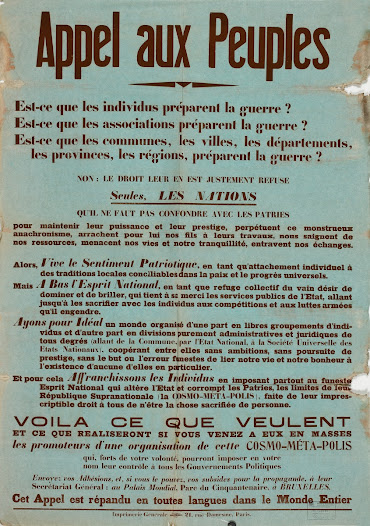 Appel aux Peuples
Est-ce que les individus préparent la guerre ?
Est-ce que les associations préparent la guerre ?
Est-ce que les communes, les villes, les départements,
les provinces, les régions, préparent la guerre ?
NON : LE DROIT LEUR EN EST JUSTEMENT REFUSE
Seules, LES NATIONS
QU'IL NE FAUT PAS CONFONDRE AVEC LES PATRIES
pour maintenir leur puissance et leur prestige, perpétuent ce monstrueux
anachronisme, arrachent pour lui nos fils à leurs travaux, nous saignent de
nos ressources, menacent nos vies et notre tranquillité, entravent nos échanges.
Alors, Vive le Sentiment Patriotique, en tant qu'attachement individuel à
des traditions locales conciliables dans la paix et le progrès universels.
Mais A Bas l'Esprit National, en tant que refuge collectif du vain désir de
dominer et de briller, qui tient à sa merci les services publics de l'Etat, allant
jusqu'à les sacrifier avec les individus aux compétitions et aux luttes armées
qu'il engendre.
Ayons pour Idéal un monde organisé d'une part en libres groupements d'indi-
vidus et d'autre part en divisions purement administratives et juridiques de
tous degrés (allant de la Commune, par l'Etat National, à la Société Universelle des
Etats Nationaux), coopérant entre elles sans ambitions, sans poursuite de
prestige, sans le but ou l'erreur funestes de lier notre vie et notre bonheur à
l'existence d'aucune d'elles en particulier.
Et pour cela Affranchissons les Individus en imposant partout au funeste
Esprit National qui altère l'Etat et corrompt les Patries, les limites de leur
République Supranationale (la COSMO-META-POLIS), faite de leur impres-
criptible droit à tous de n'être la chose sacrifiée de personne.
VOILA CE QUE VEULENT
ET CE QUE REALISERONT SI VOUS VENEZ A EUX EN MASSES
les promoteurs d'une organisation de cette COSMO-MÉTA-POLIS
qui, forts de votre volonté, pourront imposer en votre
nom leur contrôle à tous les Gouvernements Politiques
Envoyez vos Adhésions, et, si vous le pouvez, vos subsides pour la propagande, à leur
Secrétariat Général : au Palais Mondial, Parc du Cinquantenaire, à BRUXELLES.
Cet Appel est répandu en toutes langues dans le Monde Entier
Imprimerie Générale 21, rue Paris.